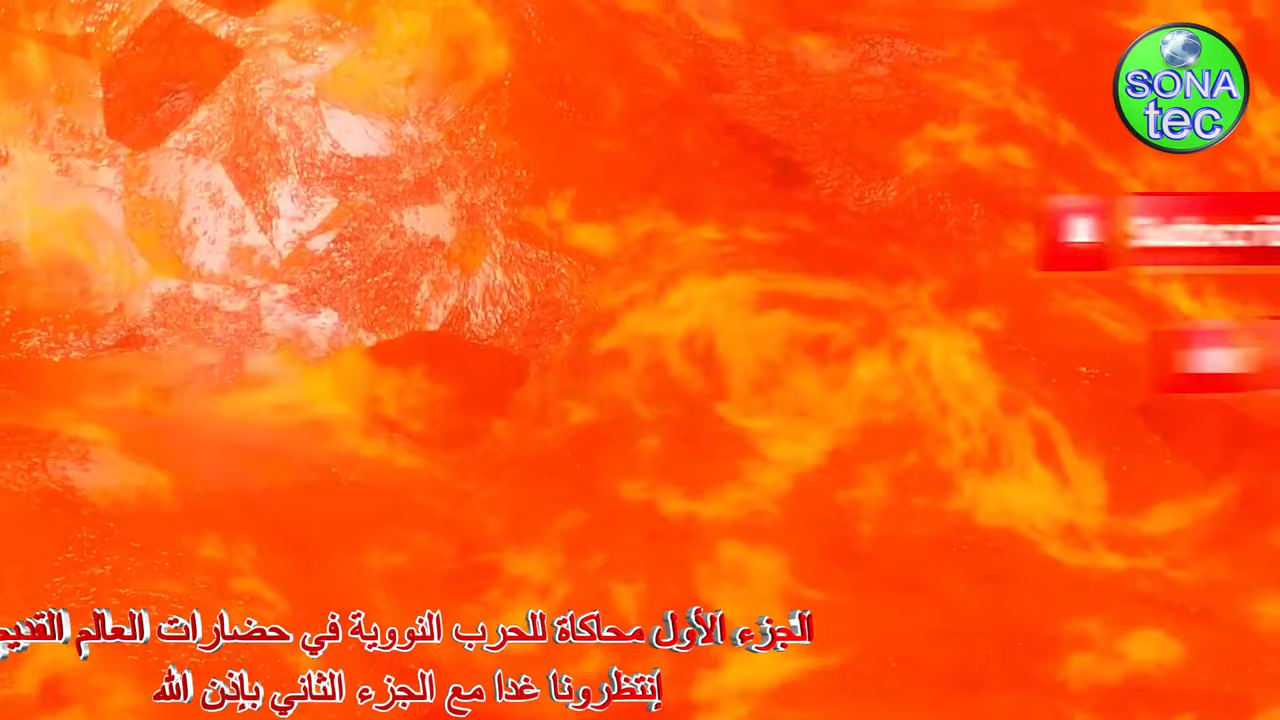 SONA
tec
الجزء الأول محاكاة للحرب النووية في حضارات العالم
إنتظرونا غدا مع الجزء الثاني بإذن الله